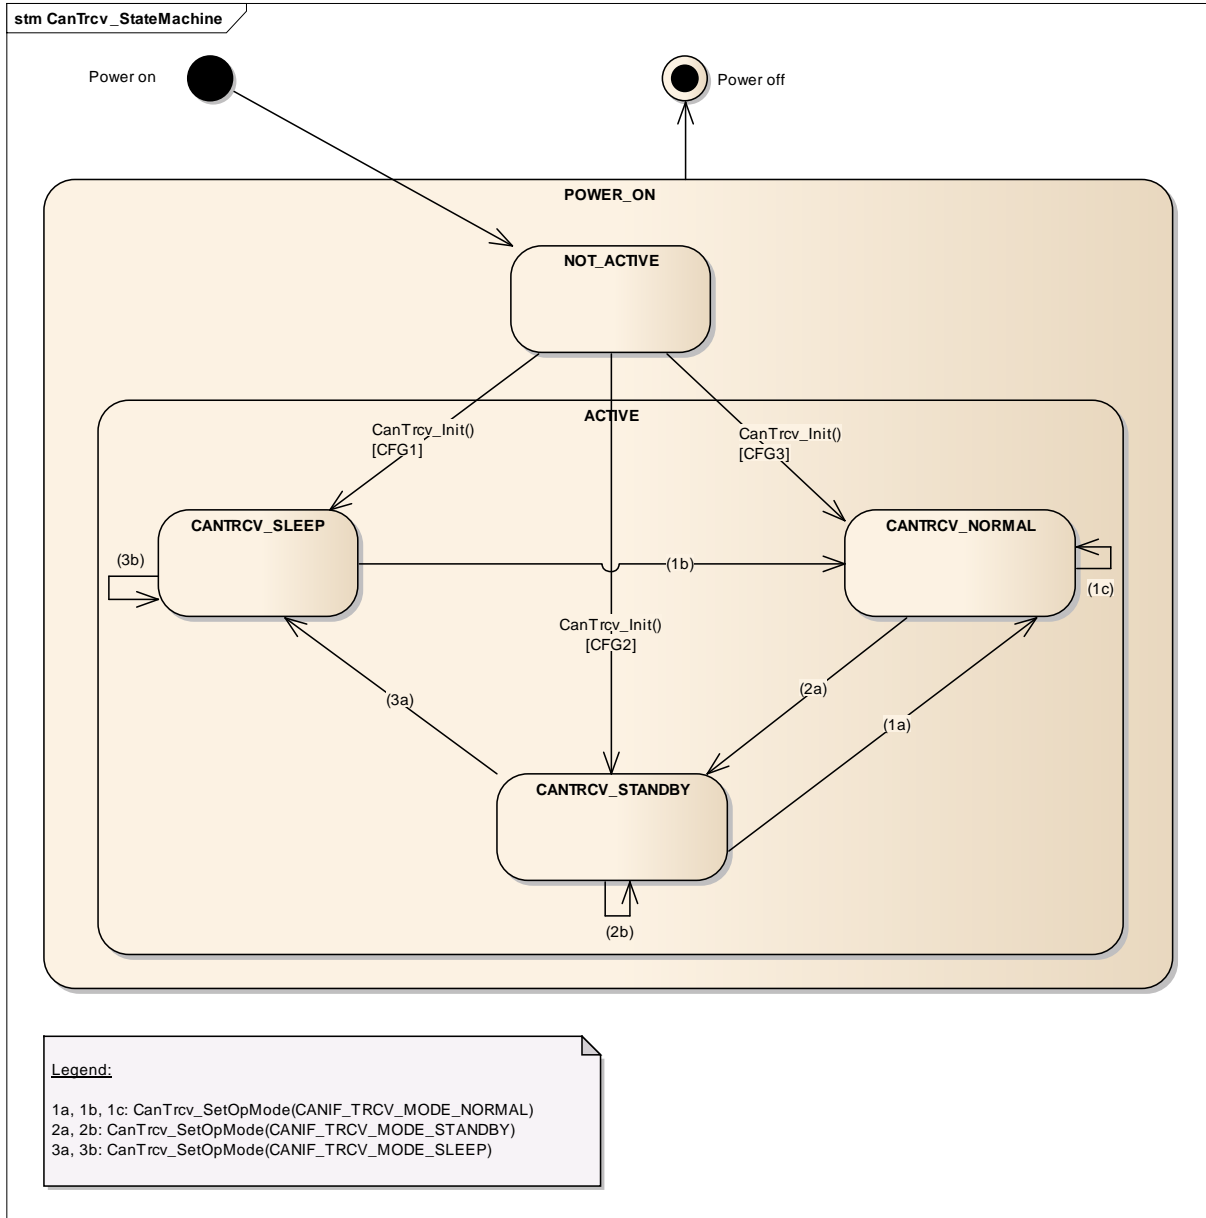 stm CanTrcv_StateMachine
Power on
Power off
POWER_ON
NOT_ACTIVE
ACTIVE
CanTrcv_Init()
[CFG1]
CanTrcv_Init()
[CFG3]
CANTRCV_SLEEP
CANTRCV_NORMAL
(3b)
(1b)
(1c)
CanTrcv_Init()
[CFG2]
(3a)
(2a)
(1a)
CANTRCV_STANDBY
(2b)
Legend:
1a, 1b, 1c: CanTrcv_SetOpMode(CANIF_TRCV_MODE_NORMAL)
2a, 2b: CanTrcv_SetOpMode(CANIF_TRCV_MODE_STANDBY)
3a, 3b: CanTrcv_SetOpMode(CANIF_TRCV_MODE_SLEEP)